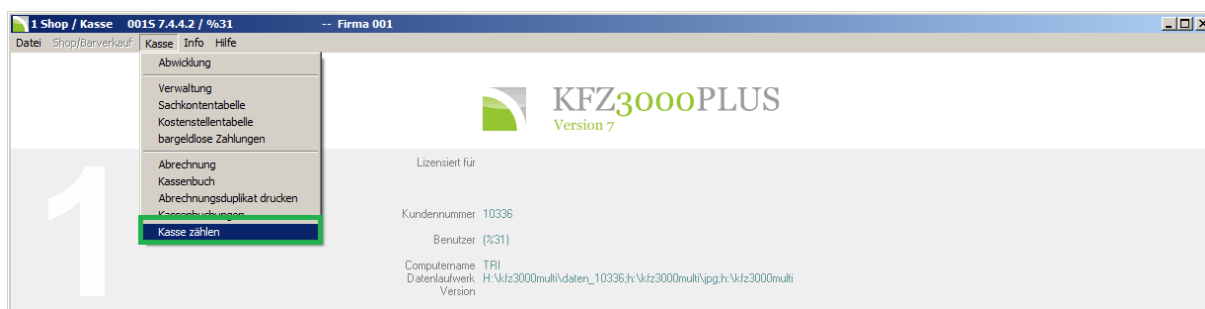 1 Shop / Kasse 001S 7.4.4.2 / %31 -- Firma 001
Datei Shop/Barverkauf Kasse Info Hilfe
Abwicklung
Verwaltung
Sachkontentabelle
Kostenstellentabelle
bargeldlose Zahlungen
Abrechnung
Kassenbuch
Abrechnungsduplikat drucken
Kassenbuchungen
Kasse zählen
KFZ3000PLUS
Version 7
1
Lizensiert für
Kundennummer 10336
Benutzer (%31)
Computername TRI
Datenlaufwerk H:\kfz3000multi\daten_10336;h:\kfz3000multi\jpg;h:\kfz3000multi
Version